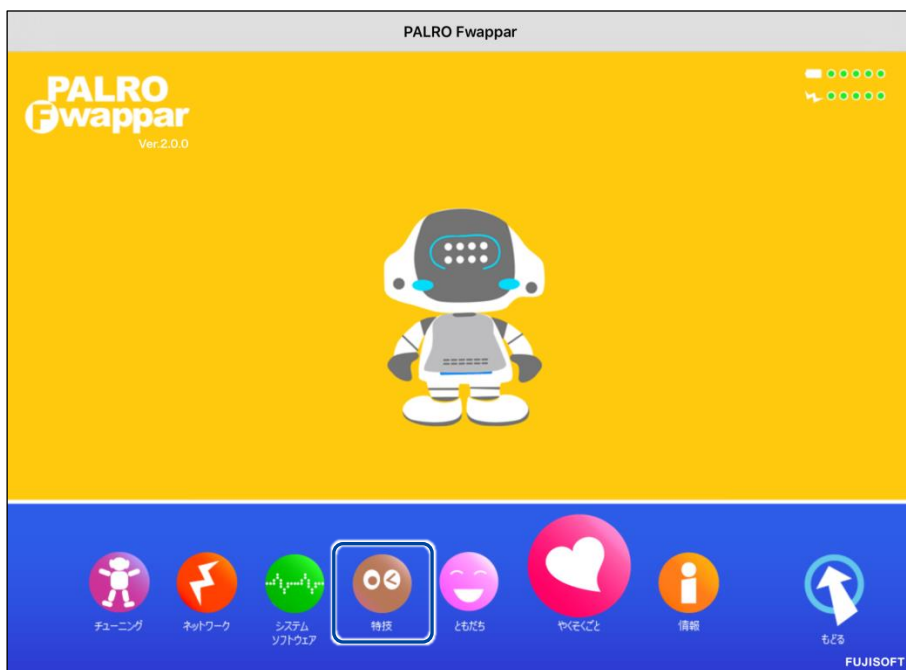 PALRO Fwappar
PALRO
Fwappar
Ver.2.0.0
チューニング
ネットワーク
システム
ソフトウェア
特技
ともだち
やくそくごと
情報
もどる
FUJISOFT